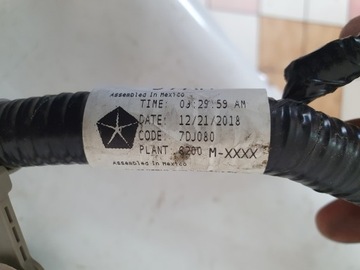 Assembled in Mexico
TIME: 03:29:59 AM
DATE: 12/21/2018
CODE: 7DJ080
PLANT 8200 M-XXXX
Assembled in Mexico